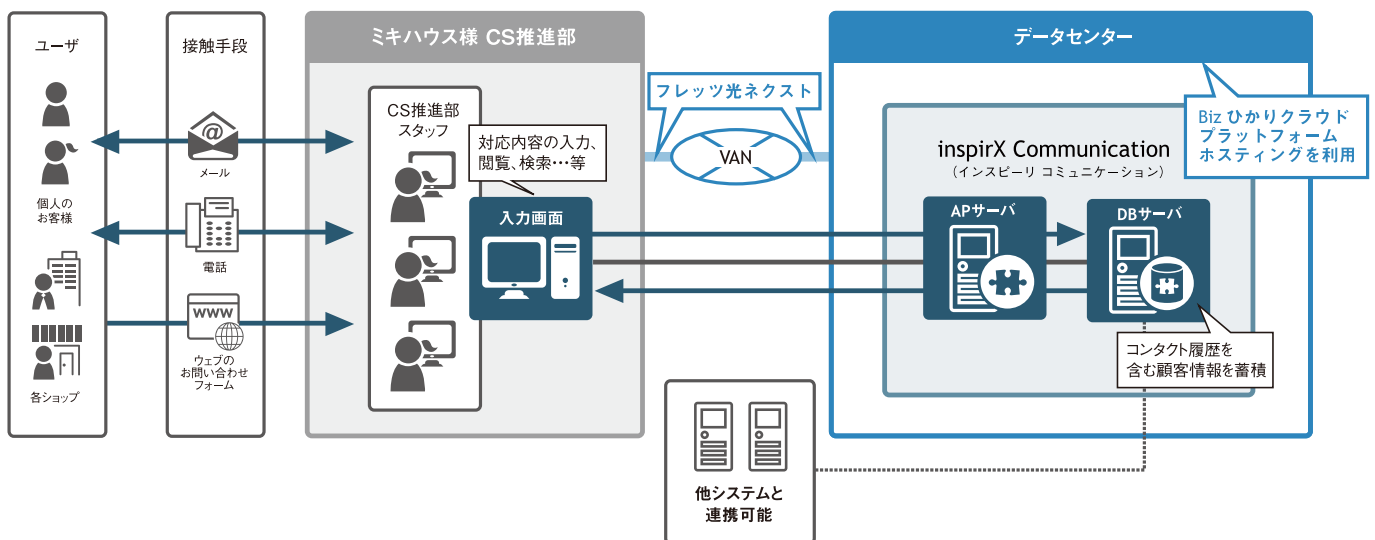 ユーザ
個人の
お客様
各ショップ
接触手段
@
メール
電話
WWW
ウェブの
お問い合わせ
フォーム
ミキハウス様 CS推進部
CS推進部
スタッフ
対応内容の入力、
閲覧、検索…等
入力画面
フレッツ光ネクスト
VAN
データセンター
Biz ひかりクラウド
プラットフォーム
ホスティングを利用
inspirX Communication
（インスピーリ コミュニケーション）
APサーバ
DBサーバ
コンタクト履歴を
含む顧客情報を蓄積
他システムと
連携可能